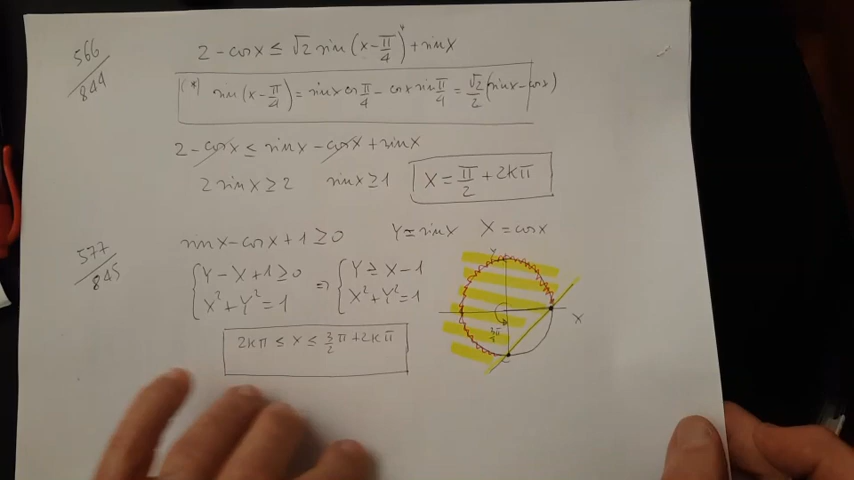 566/844
2 - cos x ≤ √2 sin (x - π/4) + sin x
(*) sin (x - π/4) = sin x cos π/4 - cos x sin π/4 = √2/2 (sin x - cos x)
2 - cos x ≤ sin x - cos x + sin x
2 sin x ≥ 2 sin x ≥ 1 x = π/2 + 2kπ
577/845
sin x - cos x + 1 ≥ 0 Y = sin x X = cos x
{ Y - X + 1 ≥ 0 ⇒ { Y ≥ X - 1
X² + Y² = 1 X² + Y² = 1
2kπ ≤ x ≤ 3/2 π + 2kπ
Y
X
3π/2